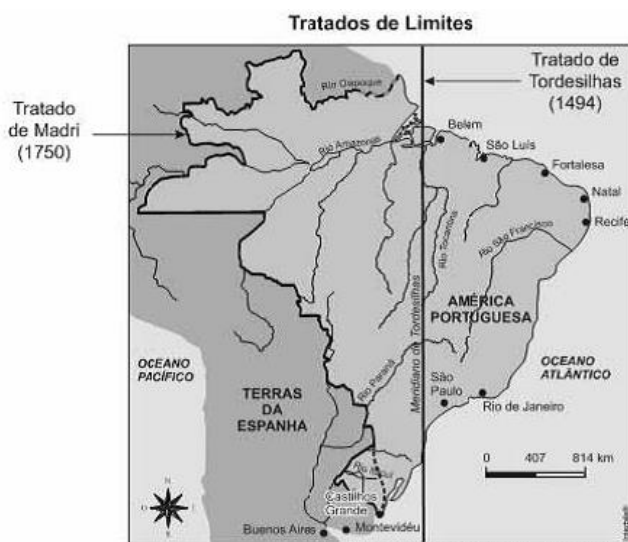 Tratados de Limites
Tratado
de Madri
(1750)
Tratado de
Tordesilhas
(1494)
Rio Oiapoque
Rio Amazonas
Belem
São Luís
Fortalesa
Natal
Recife
Rio São Francisco
Rio Tocantins
Meridiano de Tordesilhas
AMÉRICA
PORTUGUESA
OCEANO
PACÍFICO
OCEANO
ATLÂNTICO
TERRAS
DA
ESPANHA
Rio Paraná
São
Paulo
Rio de Janeiro
0 407 814 km
Castilhos
Grande
Buenos Aires
Montevidéu
N